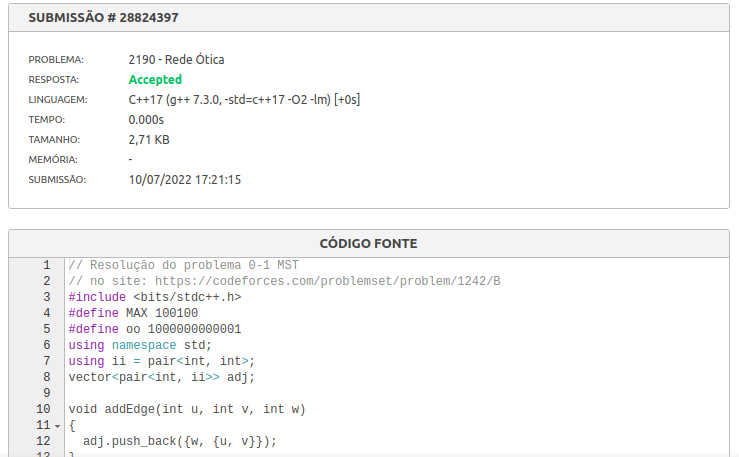 SUBMISSÃO # 28824397
PROBLEMA: 2190 - Rede Ótica
RESPOSTA: Accepted
LINGUAGEM: C++17 (g++ 7.3.0, -std=c++17 -O2 -lm) [+0s]
TEMPO: 0.000s
TAMANHO: 2,71 KB
MEMÓRIA: -
SUBMISSÃO: 10/07/2022 17:21:15
CÓDIGO FONTE
1 // Resolução do problema 0-1 MST
2 // no site: https://codeforces.com/problemset/problem/1242/B
3 #include <bits/stdc++.h>
4 #define MAX 100100
5 #define oo 1000000000001
6 using namespace std;
7 using ii = pair<int, int>;
8 vector<pair<int, ii>> adj;
9
10 void addEdge(int u, int v, int w)
11 {
12 adj.push_back({w, {u, v}});
13 }